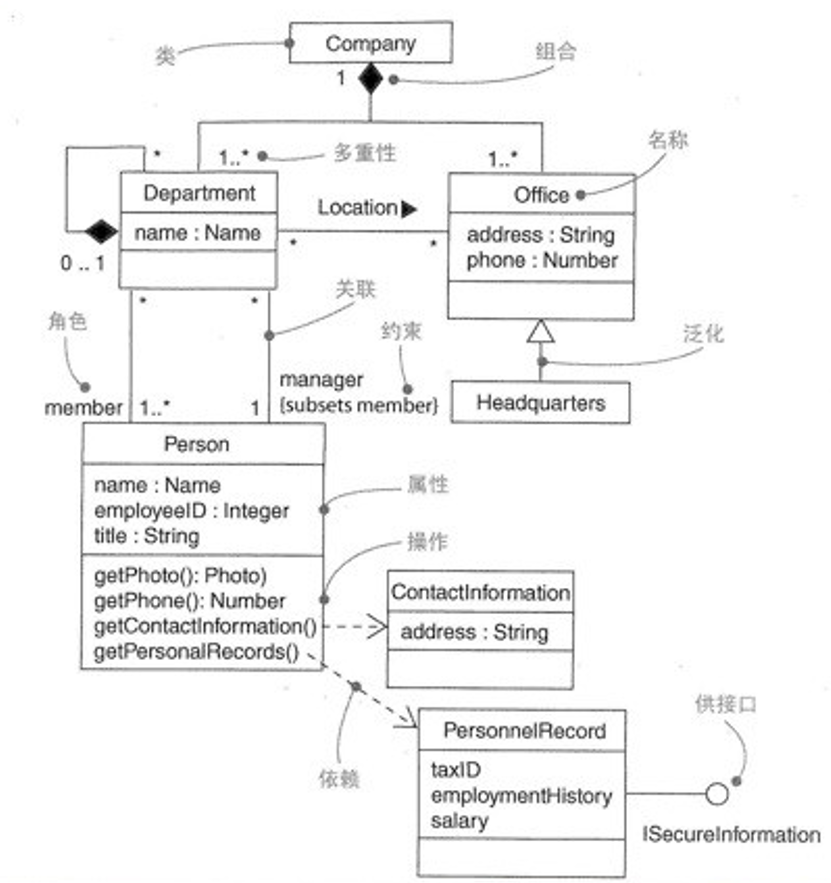 Company
类
组合
1
*
1..*
多重性
1..*
名称
Department
Office
name : Name
Location
address : String
phone : Number
*
*
0 .. 1
*
*
关联
角色
约束
泛化
manager
member
1..*
1
{subsets member}
Headquarters
Person
name : Name
employeeID : Integer
title : String
属性
操作
getPhoto(): Photo)
getPhone(): Number
getContactInformation()
getPersonalRecords()
ContactInformation
address : String
供接口
PersonnelRecord
依赖
taxID
employmentHistory
salary
ISecureInformation